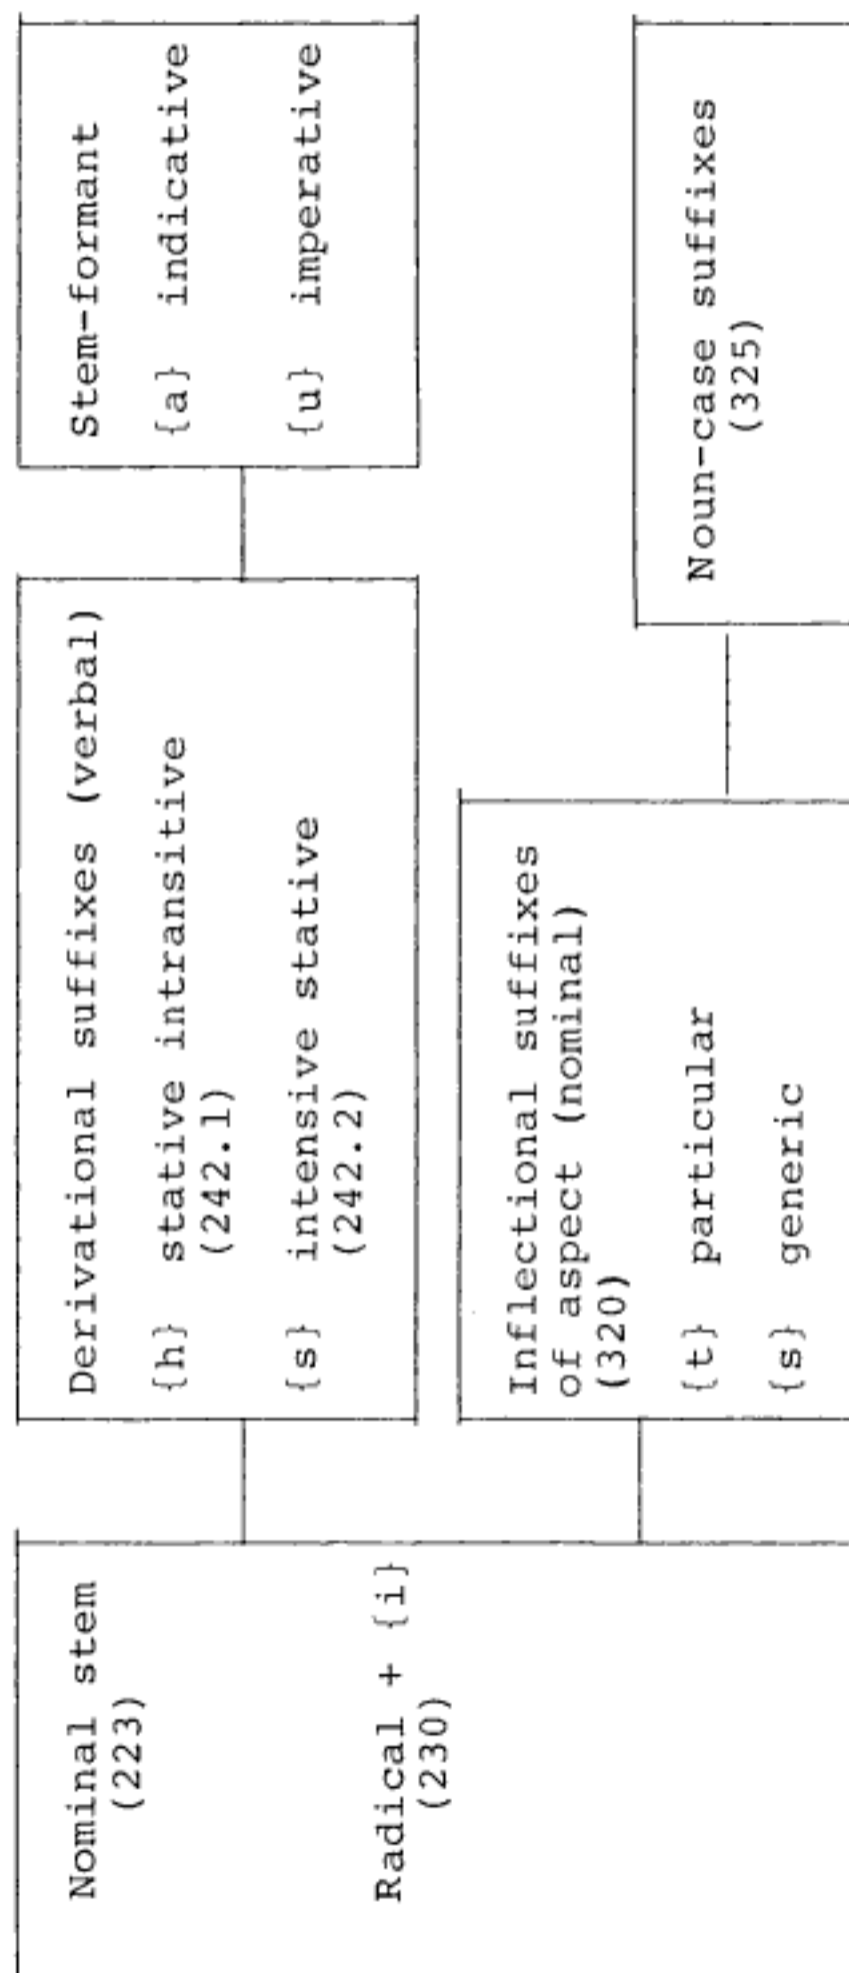 Nominal stem
(223)
Radical + {i}
(230)
Derivational suffixes (verbal)
{h} stative intransitive
(242.1)
{s} intensive stative
(242.2)
Stem-formant
{a} indicative
{u} imperative
Inflectional suffixes
of aspect (nominal)
(320)
{t} particular
{s} generic
Noun-case suffixes
(325)